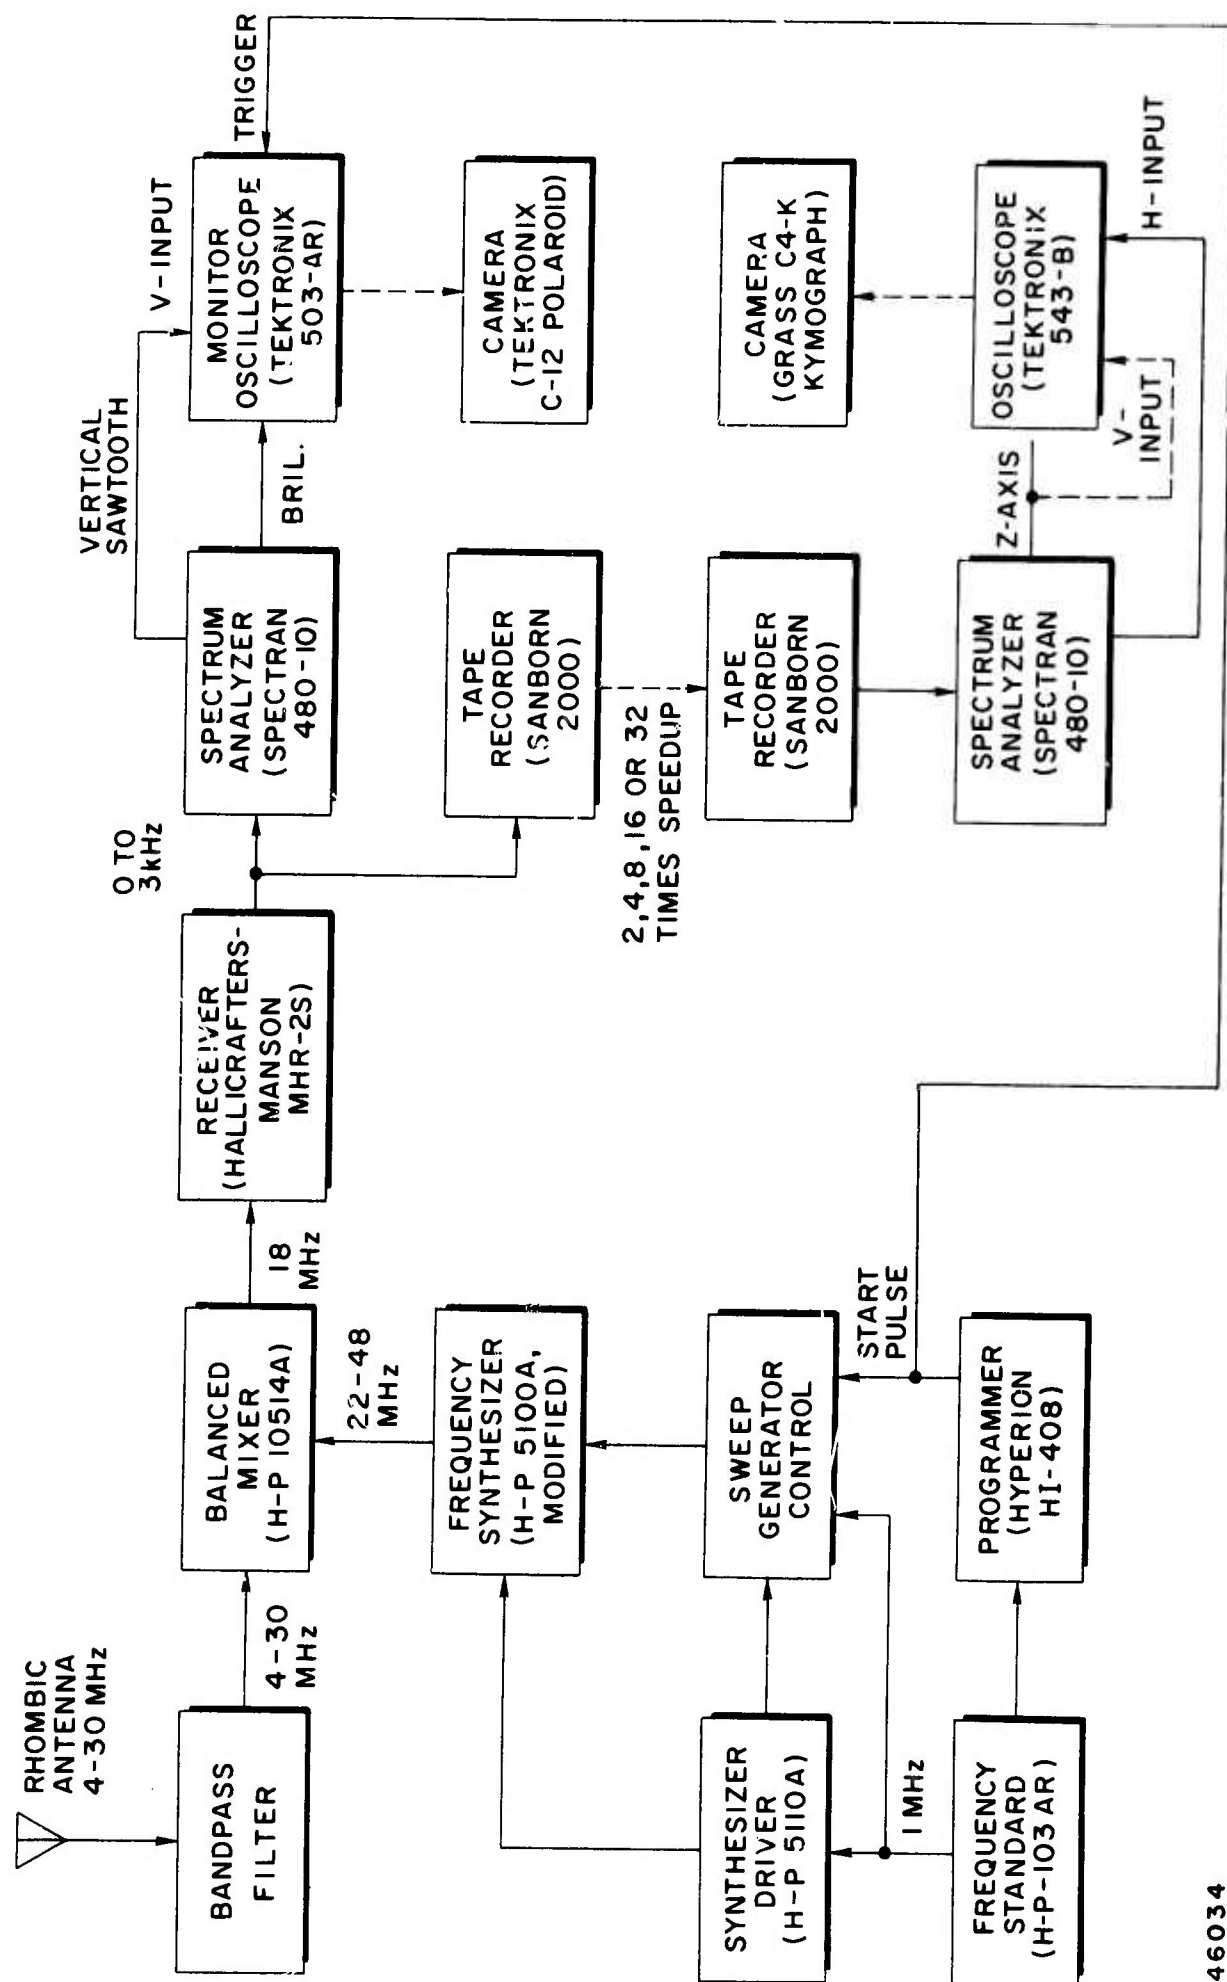 RHOMBIC
ANTENNA
4-30 MHz
BANDPASS
FILTER
4-30
MHz
BALANCED
MIXER
(H-P 10514A)
18
MHz
RECEIVER
(HALLICRAFTERS-
MANSON
MHR-2S)
0 TO
3kHz
SPECTRUM
ANALYZER
(SPECTRAN
480-10)
VERTICAL
SAWTOOTH
V-INPUT
BRIL.
MONITOR
OSCILLOSCOPE
(TEKTRONIX
503-AR)
TRIGGER
22-48
MHz
FREQUENCY
SYNTHESIZER
(H-P 5100A,
MODIFIED)
TAPE
RECORDER
(SANBORN
2000)
CAMERA
(TEKTRONIX
C-12 POLAROID)
2,4,8,16 OR 32
TIMES SPEEDUP
SYNTHESIZER
DRIVER
(H-P 5110A)
SWEEP
GENERATOR
CONTROL
START
PULSE
TAPE
RECORDER
(SANBORN
2000)
CAMERA
(GRASS C4-K
KYMOGRAPH)
1 MHz
FREQUENCY
STANDARD
(H-P-103AR)
PROGRAMMER
(HYPERION
HI-408)
SPECTRUM
ANALYZER
(SPECTRAN
480-10)
Z-AXIS
OSCILLOSCOPE
(TEKTRONIX
543-B)
V-
INPUT
H-INPUT
46034